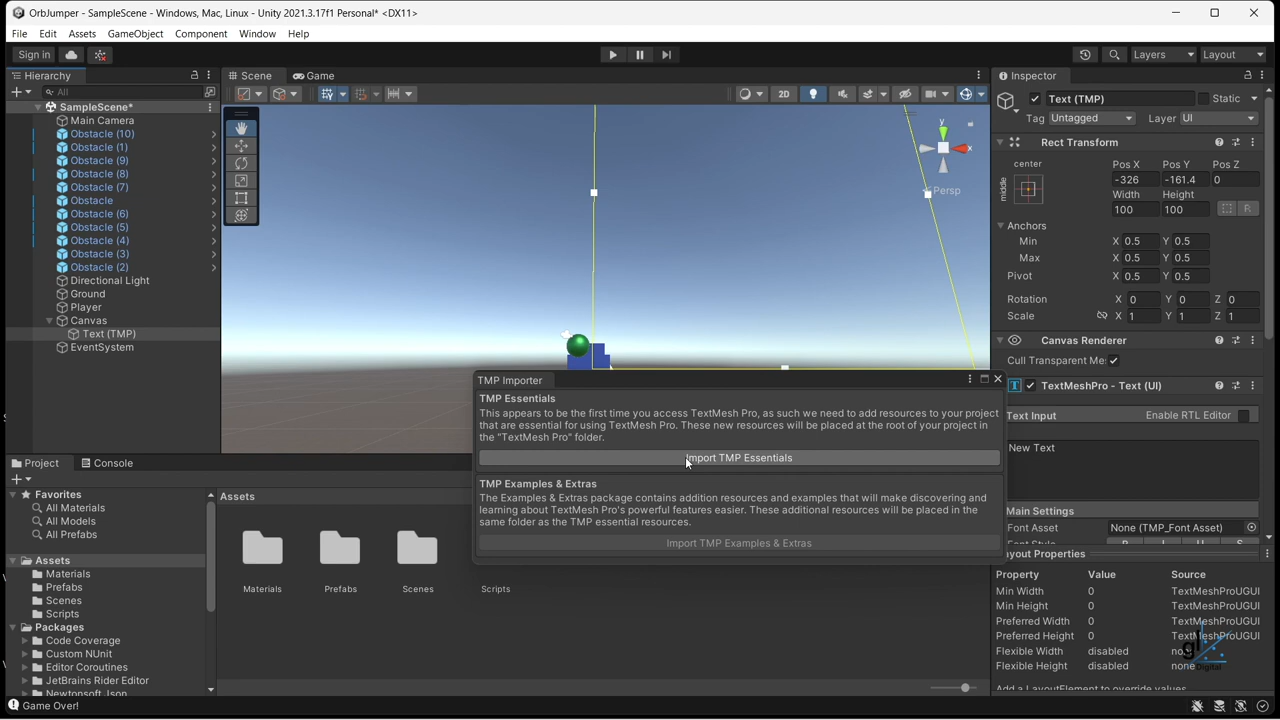 OrbJumper - SampleScene - Windows, Mac, Linux - Unity 2021.3.17f1 Personal* <DX11>
File Edit Assets GameObject Component Window Help
Sign in
Layers
Layout
Hierarchy
All
SampleScene*
Main Camera
Obstacle (10)
Obstacle (1)
Obstacle (9)
Obstacle (8)
Obstacle (7)
Obstacle
Obstacle (6)
Obstacle (5)
Obstacle (4)
Obstacle (3)
Obstacle (2)
Directional Light
Ground
Player
Canvas
Text (TMP)
EventSystem
Scene Game
2D
y
x
Persp
TMP Importer
TMP Essentials
This appears to be the first time you access TextMesh Pro, as such we need to add resources to your project
that are essential for using TextMesh Pro. These new resources will be placed at the root of your project in
the "TextMesh Pro" folder.
Import TMP Essentials
TMP Examples & Extras
The Examples & Extras package contains addition resources and examples that will make discovering and
learning about TextMesh Pro's powerful features easier. These additional resources will be placed in the
same folder as the TMP essential resources.
Import TMP Examples & Extras
Inspector
Text (TMP) Static
Tag Untagged Layer UI
Rect Transform
center
middle
Pos X Pos Y Pos Z
-326 -161.4 0
Width Height
100 100 R
Anchors
Min X 0.5 Y 0.5
Max X 0.5 Y 0.5
Pivot X 0.5 Y 0.5
Rotation X 0 Y 0 Z 0
Scale X 1 Y 1 Z 1
Canvas Renderer
Cull Transparent Me
TextMeshPro - Text (UI)
Text Input Enable RTL Editor
New Text
Main Settings
Font Asset None (TMP_Font Asset)
Layout Properties
Property Value Source
Min Width 0 TextMeshProUGUI
Min Height 0 TextMeshProUGUI
Preferred Width 0 TextMeshProUGUI
Preferred Height 0 TextMeshProUGUI
Flexible Width disabled none
Flexible Height disabled none
Add a LayoutElement to override values
gl
Digital
Project Console
Favorites
All Materials
All Models
All Prefabs
Assets
Materials
Prefabs
Scenes
Scripts
Packages
Code Coverage
Custom NUnit
Editor Coroutines
JetBrains Rider Editor
Newtonsoft Json
Assets
Materials Prefabs Scenes Scripts
Game Over!